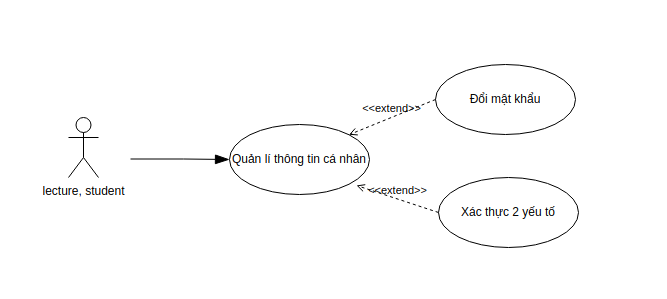 Đổi mật khẩu
<<extend>>
Quản lí thông tin cá nhân
lecture, student
<<extend>>
Xác thực 2 yếu tố